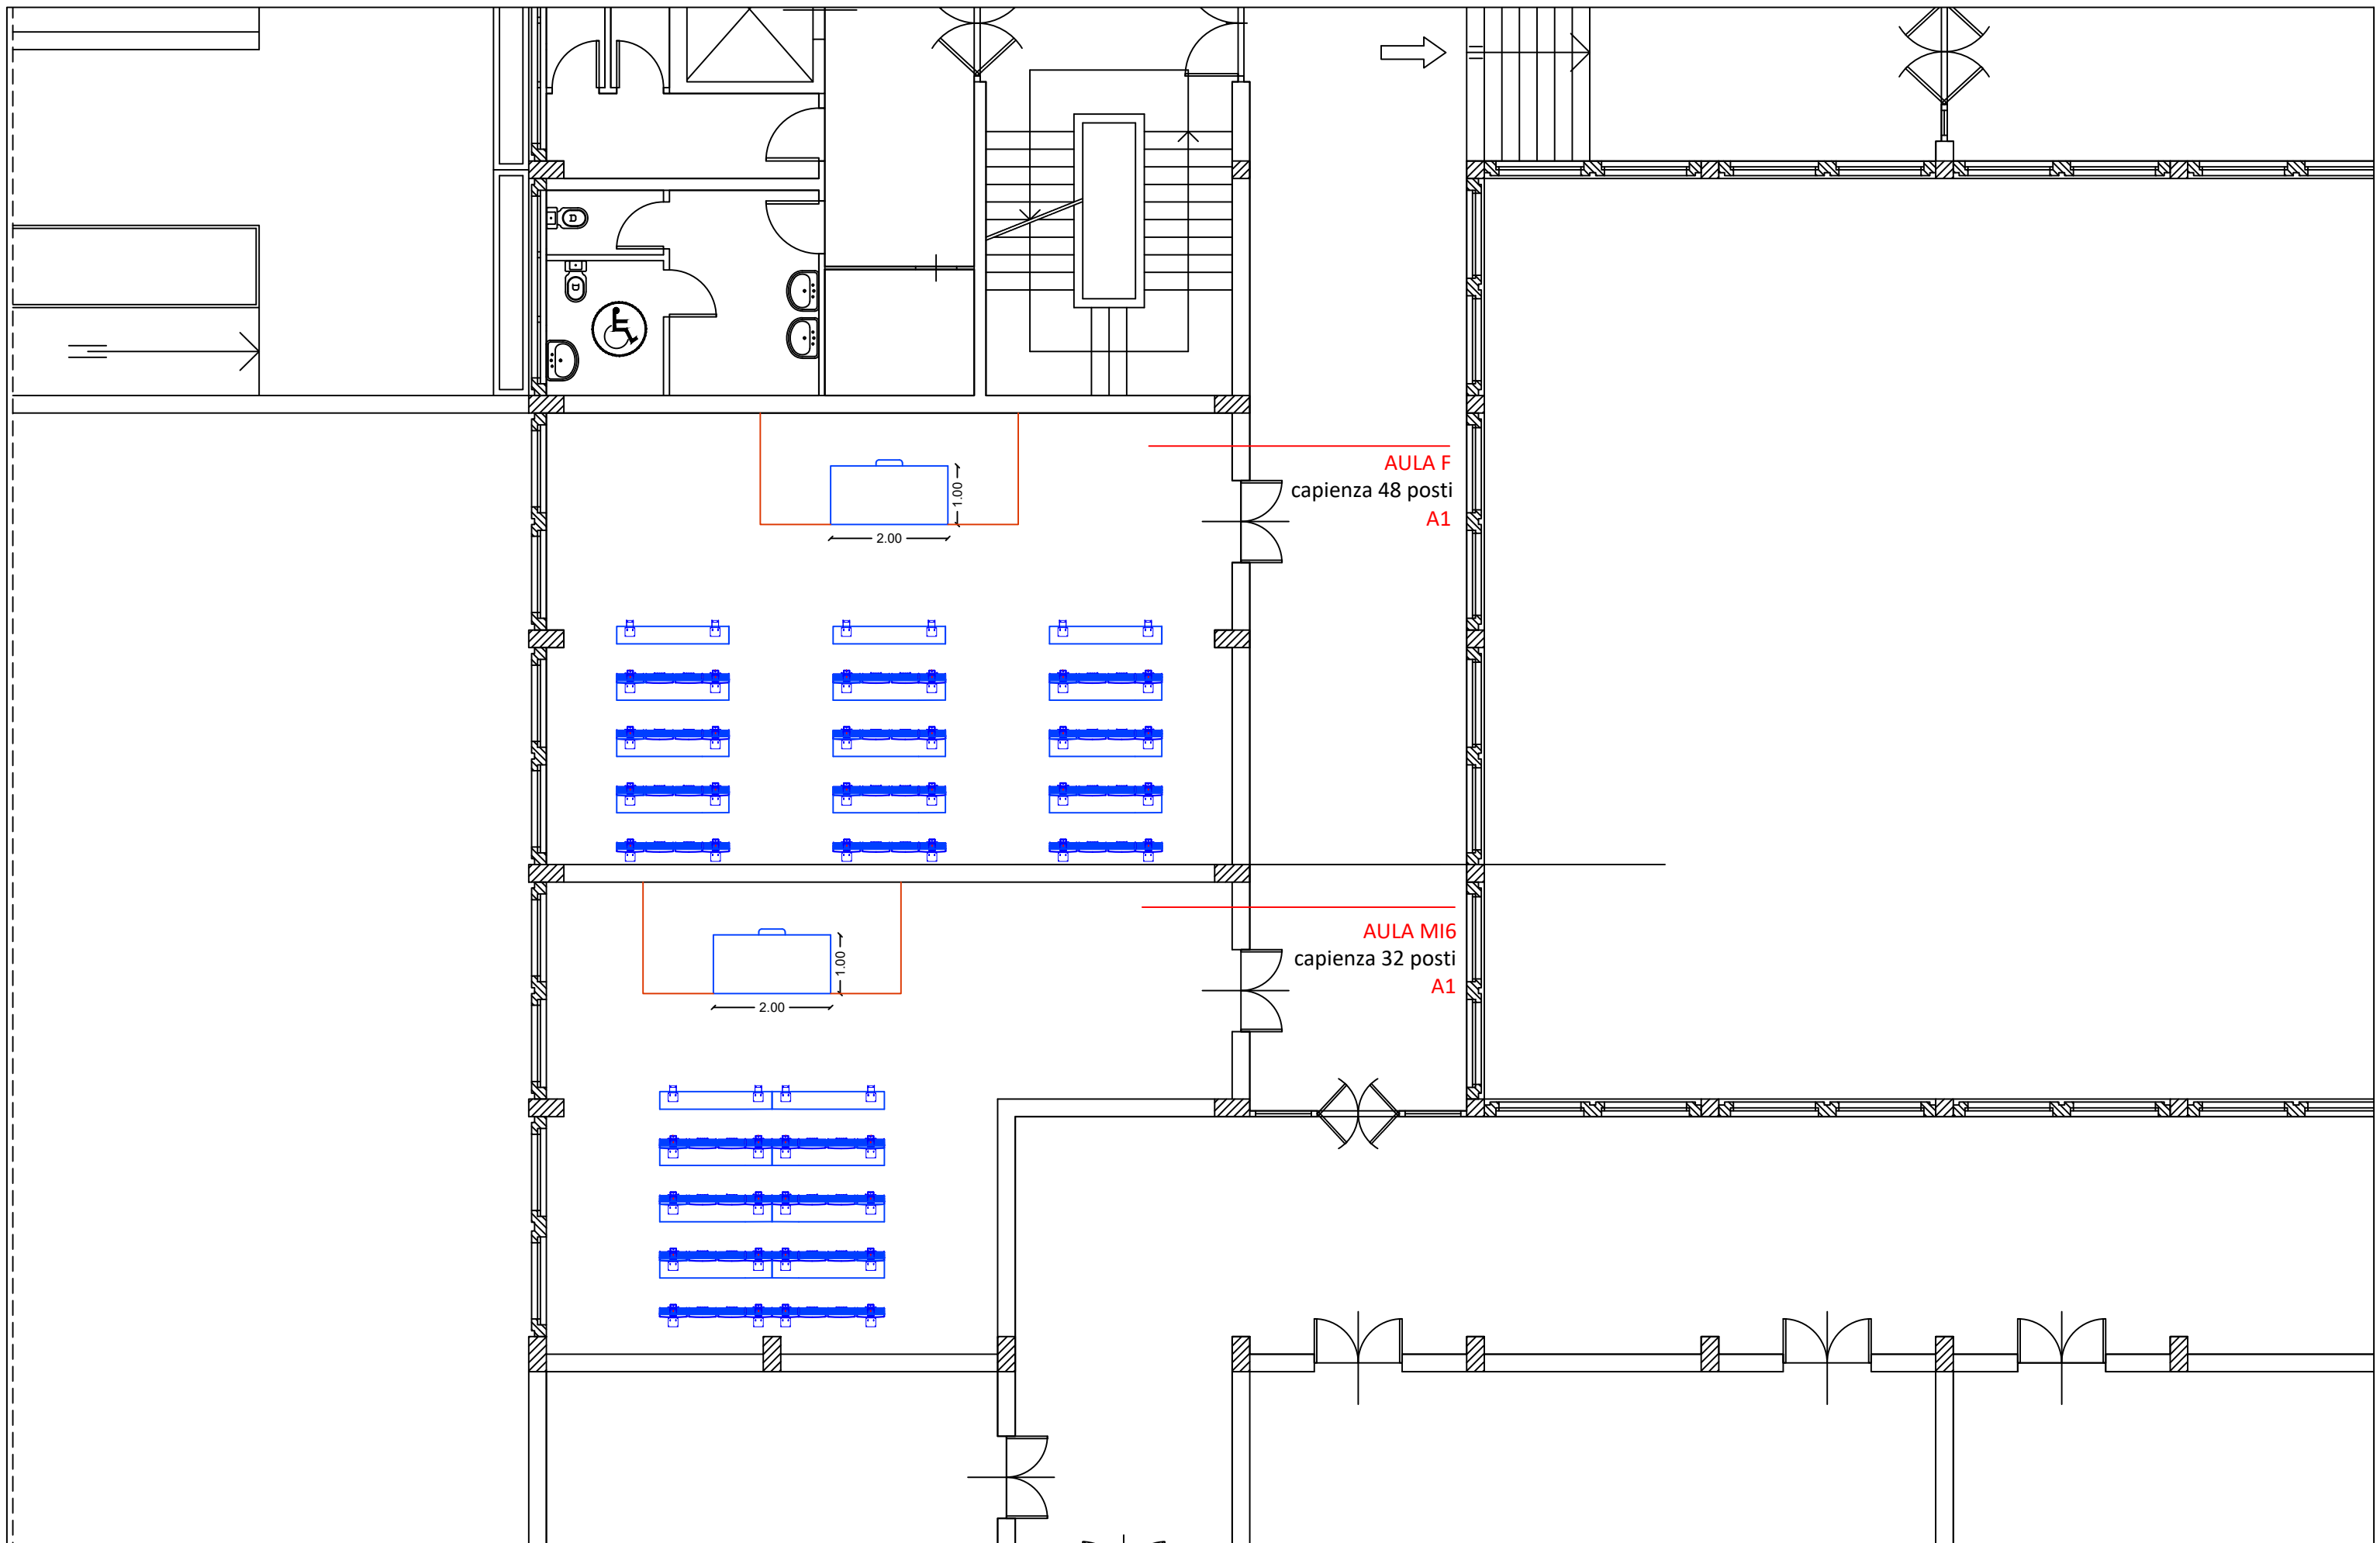 AULA F
capienza 48 posti
A1
1.00
2.00
AULA MI6
capienza 32 posti
A1
1.00
2.00